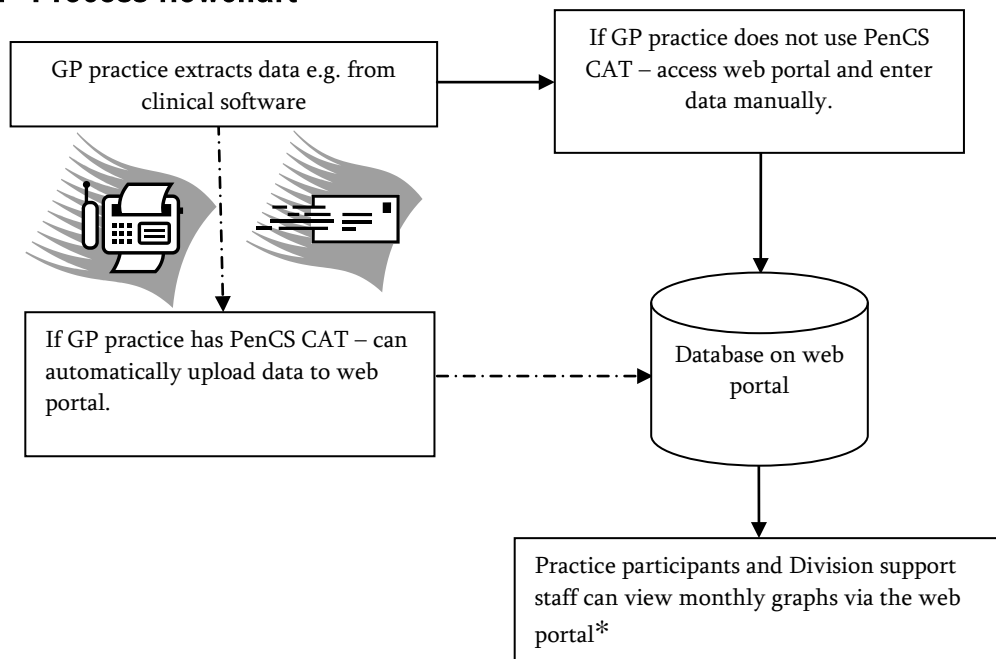 Process flowchart
GP practice extracts data e.g. from
clinical software
If GP practice does not use PenCS
CAT – access web portal and enter
data manually.
If GP practice has PenCS CAT – can
automatically upload data to web
portal.
Database on web
portal
Practice participants and Division support
staff can view monthly graphs via the web
portal*